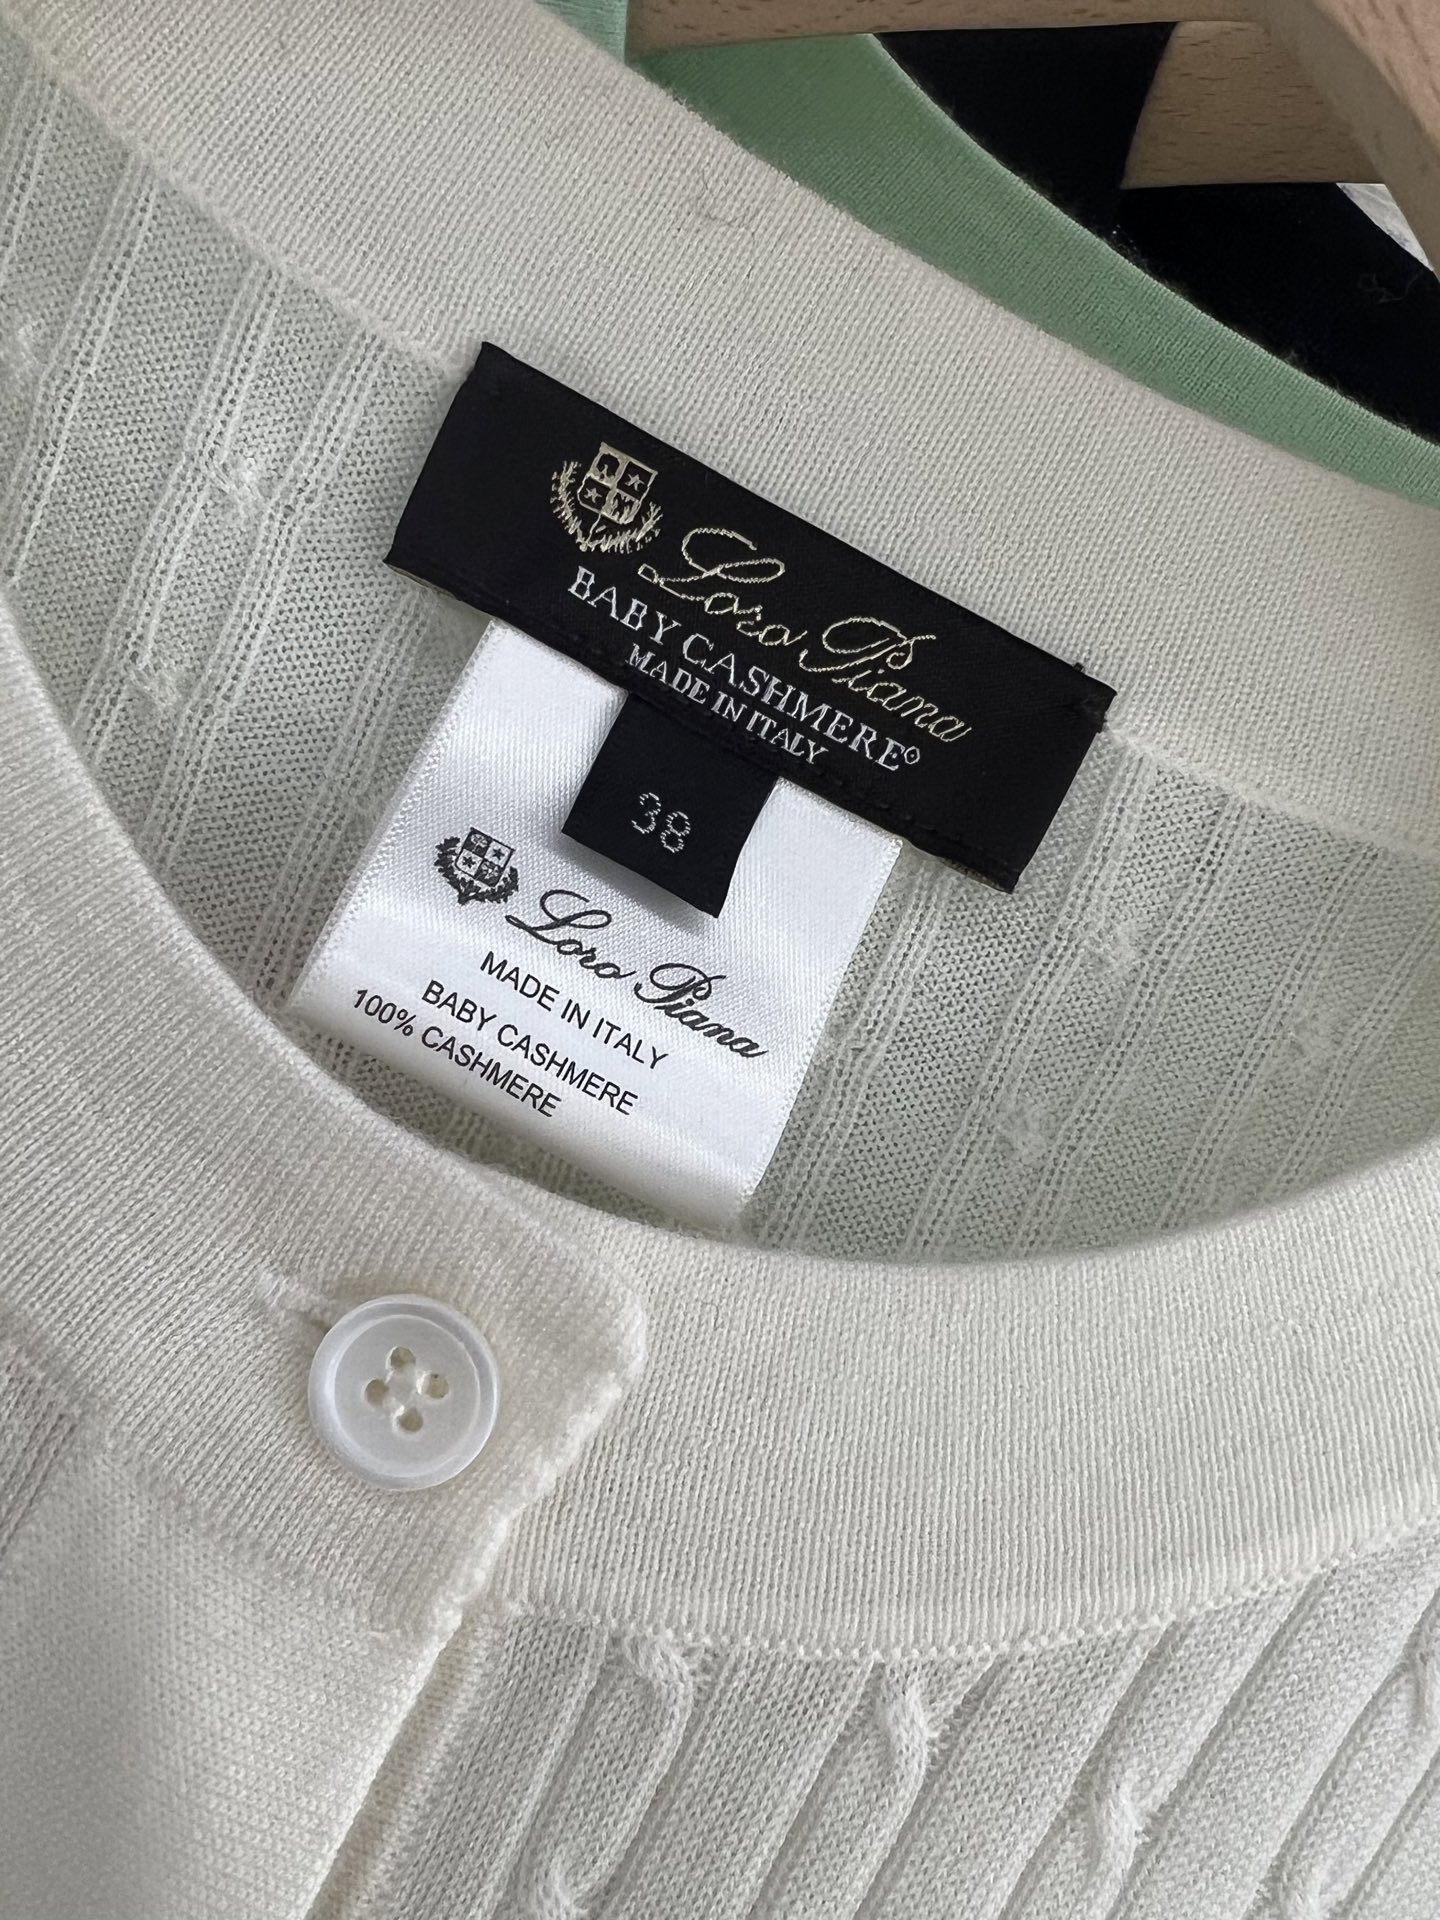 Loro Piana
BABY CASHMERE®
MADE IN ITALY
38
Loro Piana
MADE IN ITALY
BABY CASHMERE
100% CASHMERE